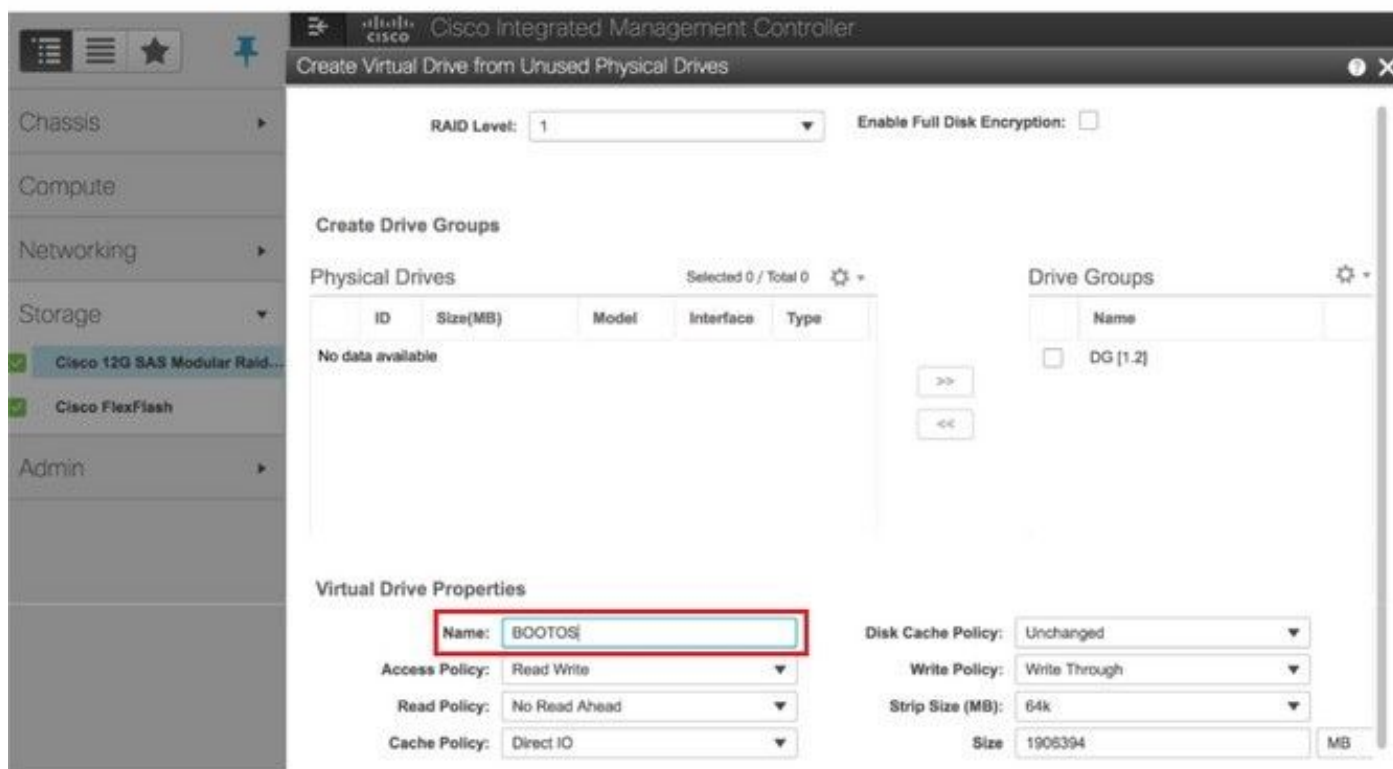 cisco Cisco Integrated Management Controller
Create Virtual Drive from Unused Physical Drives
Chassis
Compute
Networking
Storage
Cisco 12G SAS Modular Raid...
Cisco FlexFlash
Admin
RAID Level: 1
Enable Full Disk Encryption:
Create Drive Groups
Physical Drives
Selected 0 / Total 0
ID Size(MB) Model Interface Type
No data available
>>
<<
Drive Groups
Name
DG [1.2]
Virtual Drive Properties
Name: BOOTOS
Access Policy: Read Write
Read Policy: No Read Ahead
Cache Policy: Direct IO
Disk Cache Policy: Unchanged
Write Policy: Write Through
Strip Size (MB): 64k
Size 1906394 MB